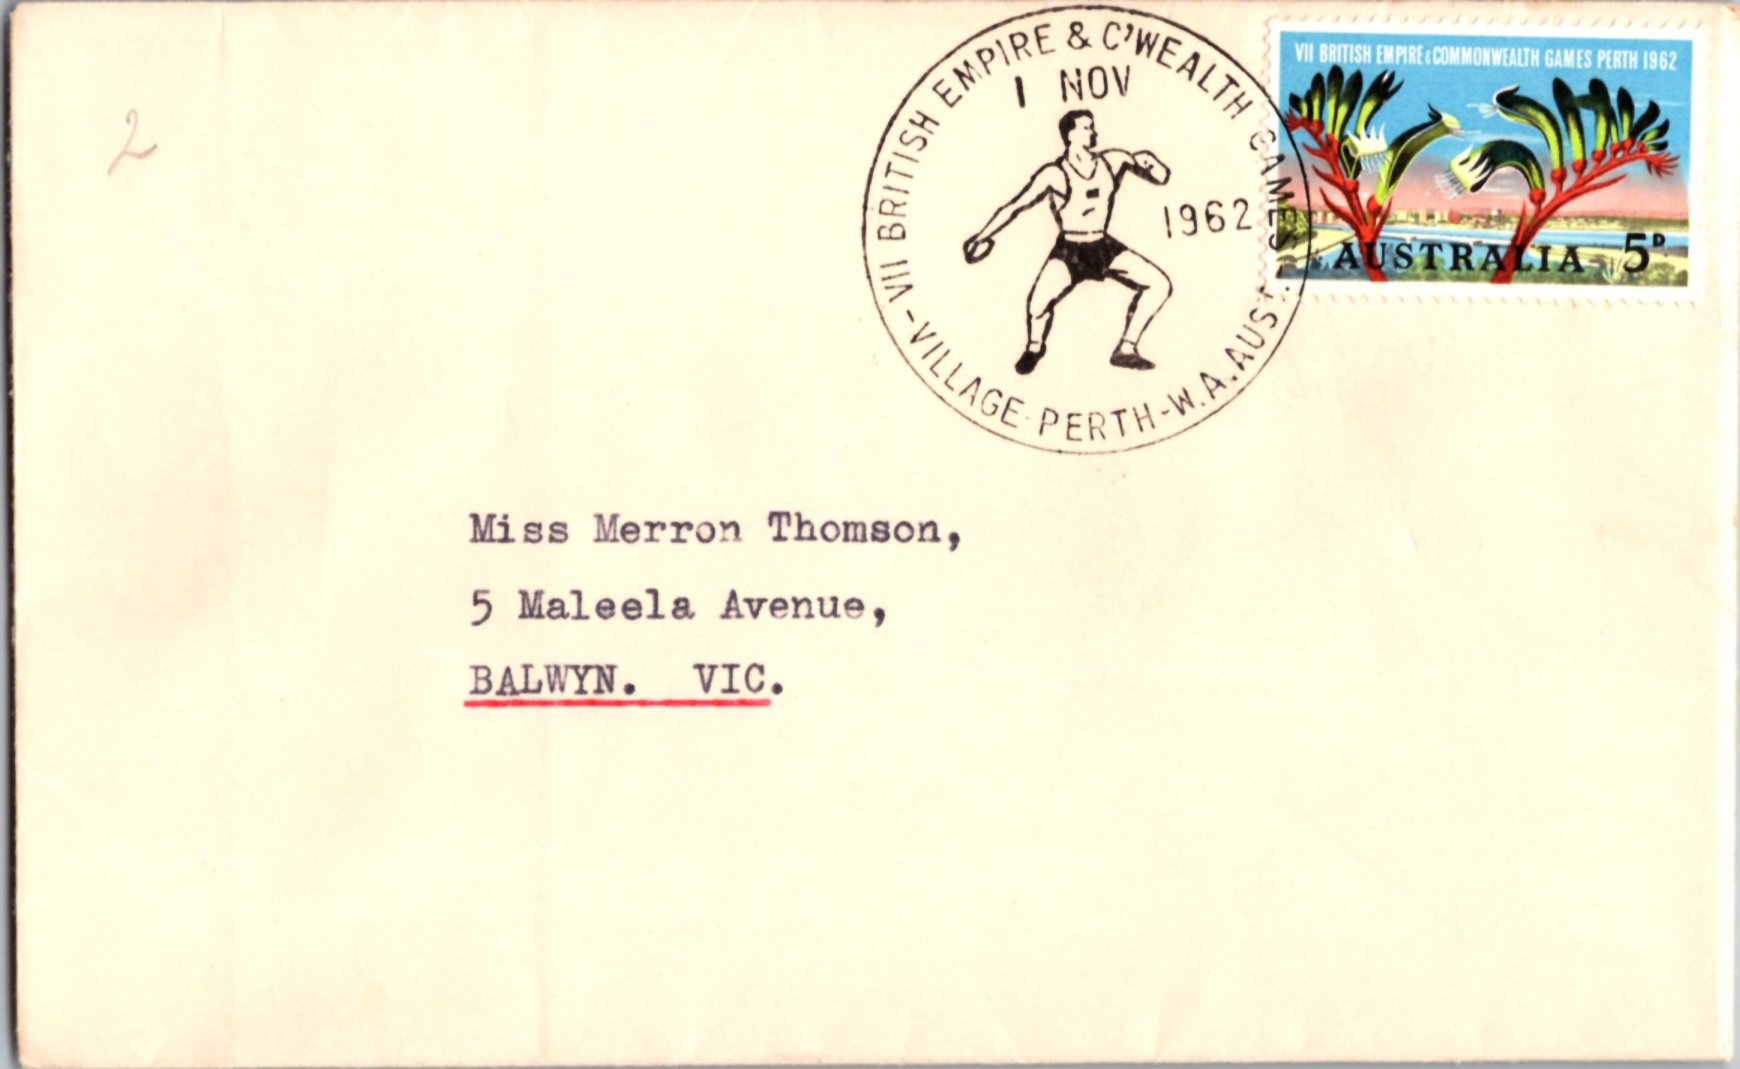 2
VII BRITISH EMPIRE & C'WEALTH GAMES
1 NOV
1962
-VILLAGE-PERTH-W.A. AUST.
VII BRITISH EMPIRE & COMMONWEALTH GAMES PERTH 1962
AUSTRALIA 5D
Miss Merron Thomson,
5 Maleela Avenue,
BALWYN. VIC.